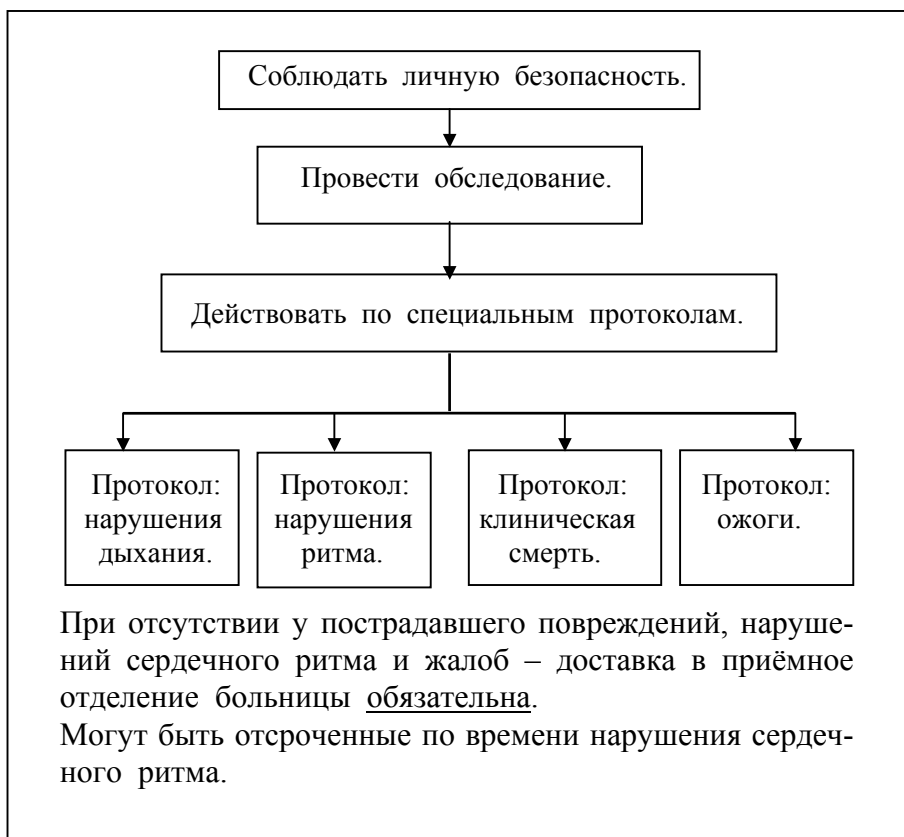 Соблюдать личную безопасность.
Провести обследование.
Действовать по специальным протоколам.
Протокол:
нарушения
дыхания.
Протокол:
нарушения
ритма.
Протокол:
клиническая
смерть.
Протокол:
ожоги.
При отсутствии у пострадавшего повреждений, наруше-
ний сердечного ритма и жалоб – доставка в приёмное
отделение больницы обязательна.
Могут быть отсроченные по времени нарушения сердеч-
ного ритма.